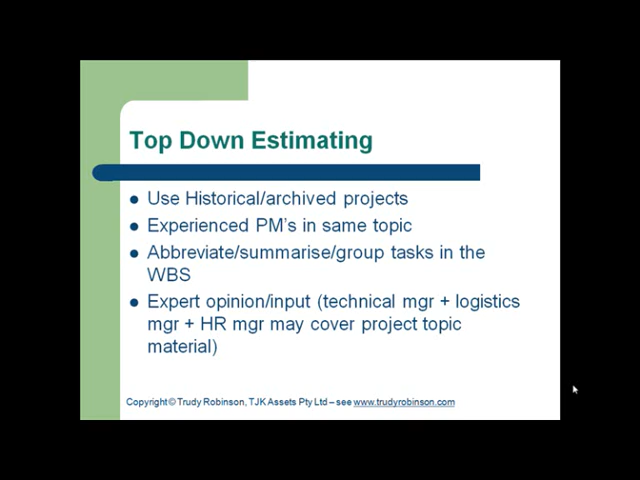 Top Down Estimating
Use Historical/archived projects
Experienced PM's in same topic
Abbreviate/summarise/group tasks in the
WBS
Expert opinion/input (technical mgr + logistics
mgr + HR mgr may cover project topic
material)
Copyright © Trudy Robinson, TJK Assets Pty Ltd – see www.trudyrobinson.com